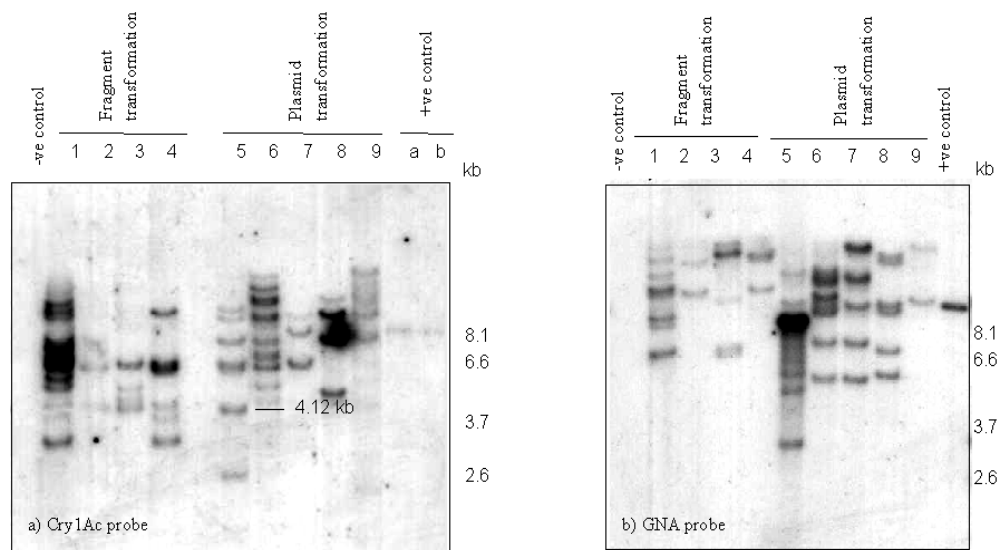 -ve control
Fragment
transformation
Plasmid
transformation
+ve control
1 2 3 4 5 6 7 8 9 a b
kb
8.1
6.6
4.12 kb
3.7
2.6
a) Cry1Ac probe
-ve control
Fragment
transformation
Plasmid
transformation
+ve control
1 2 3 4 5 6 7 8 9
kb
8.1
6.6
3.7
2.6
b) GNA probe